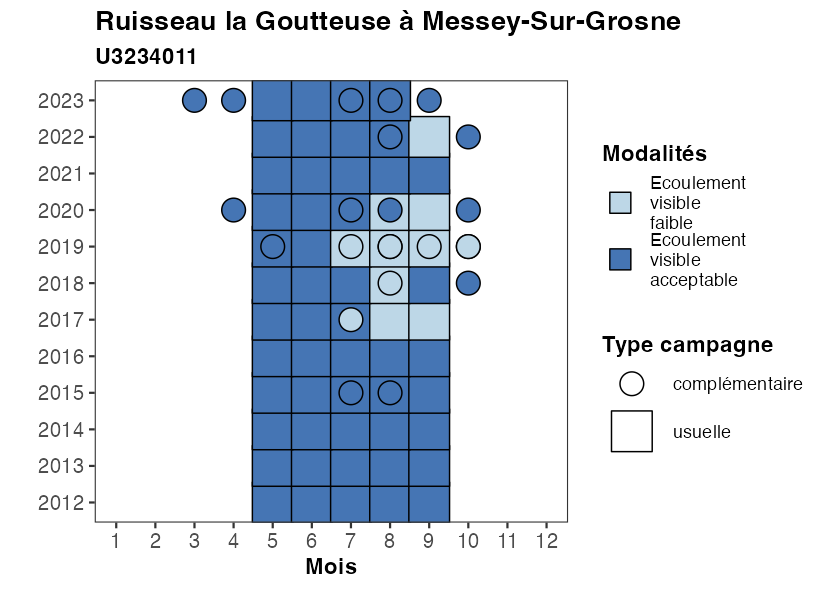 Ruisseau la Goutteuse à Messey-Sur-Grosne
U3234011
2023
2022
2021
2020
2019
2018
2017
2016
2015
2014
2013
2012
1 2 3 4 5 6 7 8 9 10 11 12
Mois
Modalités
Ecoulement
visible
faible
Ecoulement
visible
acceptable
Type campagne
complémentaire
usuelle